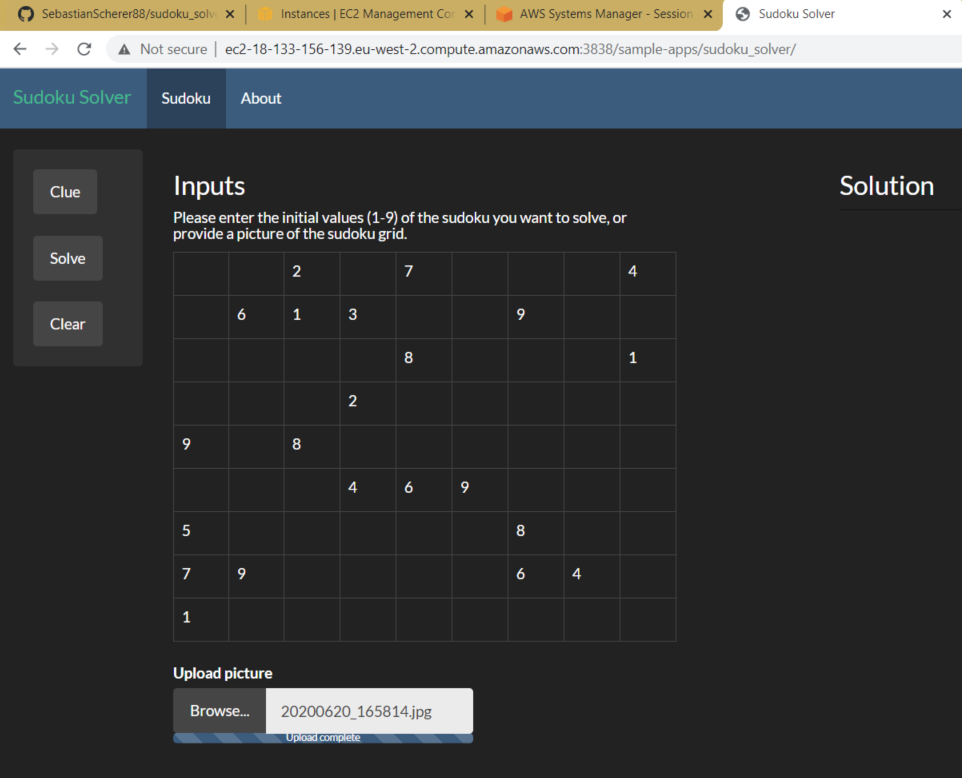 SebastianScherer88/sudoku_solv
Instances | EC2 Management Co
AWS Systems Manager - Session
Sudoku Solver
Not secure | ec2-18-133-156-139.eu-west-2.compute.amazonaws.com:3838/sample-apps/sudoku_solver/
Sudoku Solver Sudoku About
Clue
Solve
Clear
Inputs
Please enter the initial values (1-9) of the sudoku you want to solve, or
provide a picture of the sudoku grid.
2 7 4
6 1 3 9
8 1
2
9 8
4 6 9
5 8
7 9 6 4
1
Upload picture
Browse... 20200620_165814.jpg
Upload complete
Solution